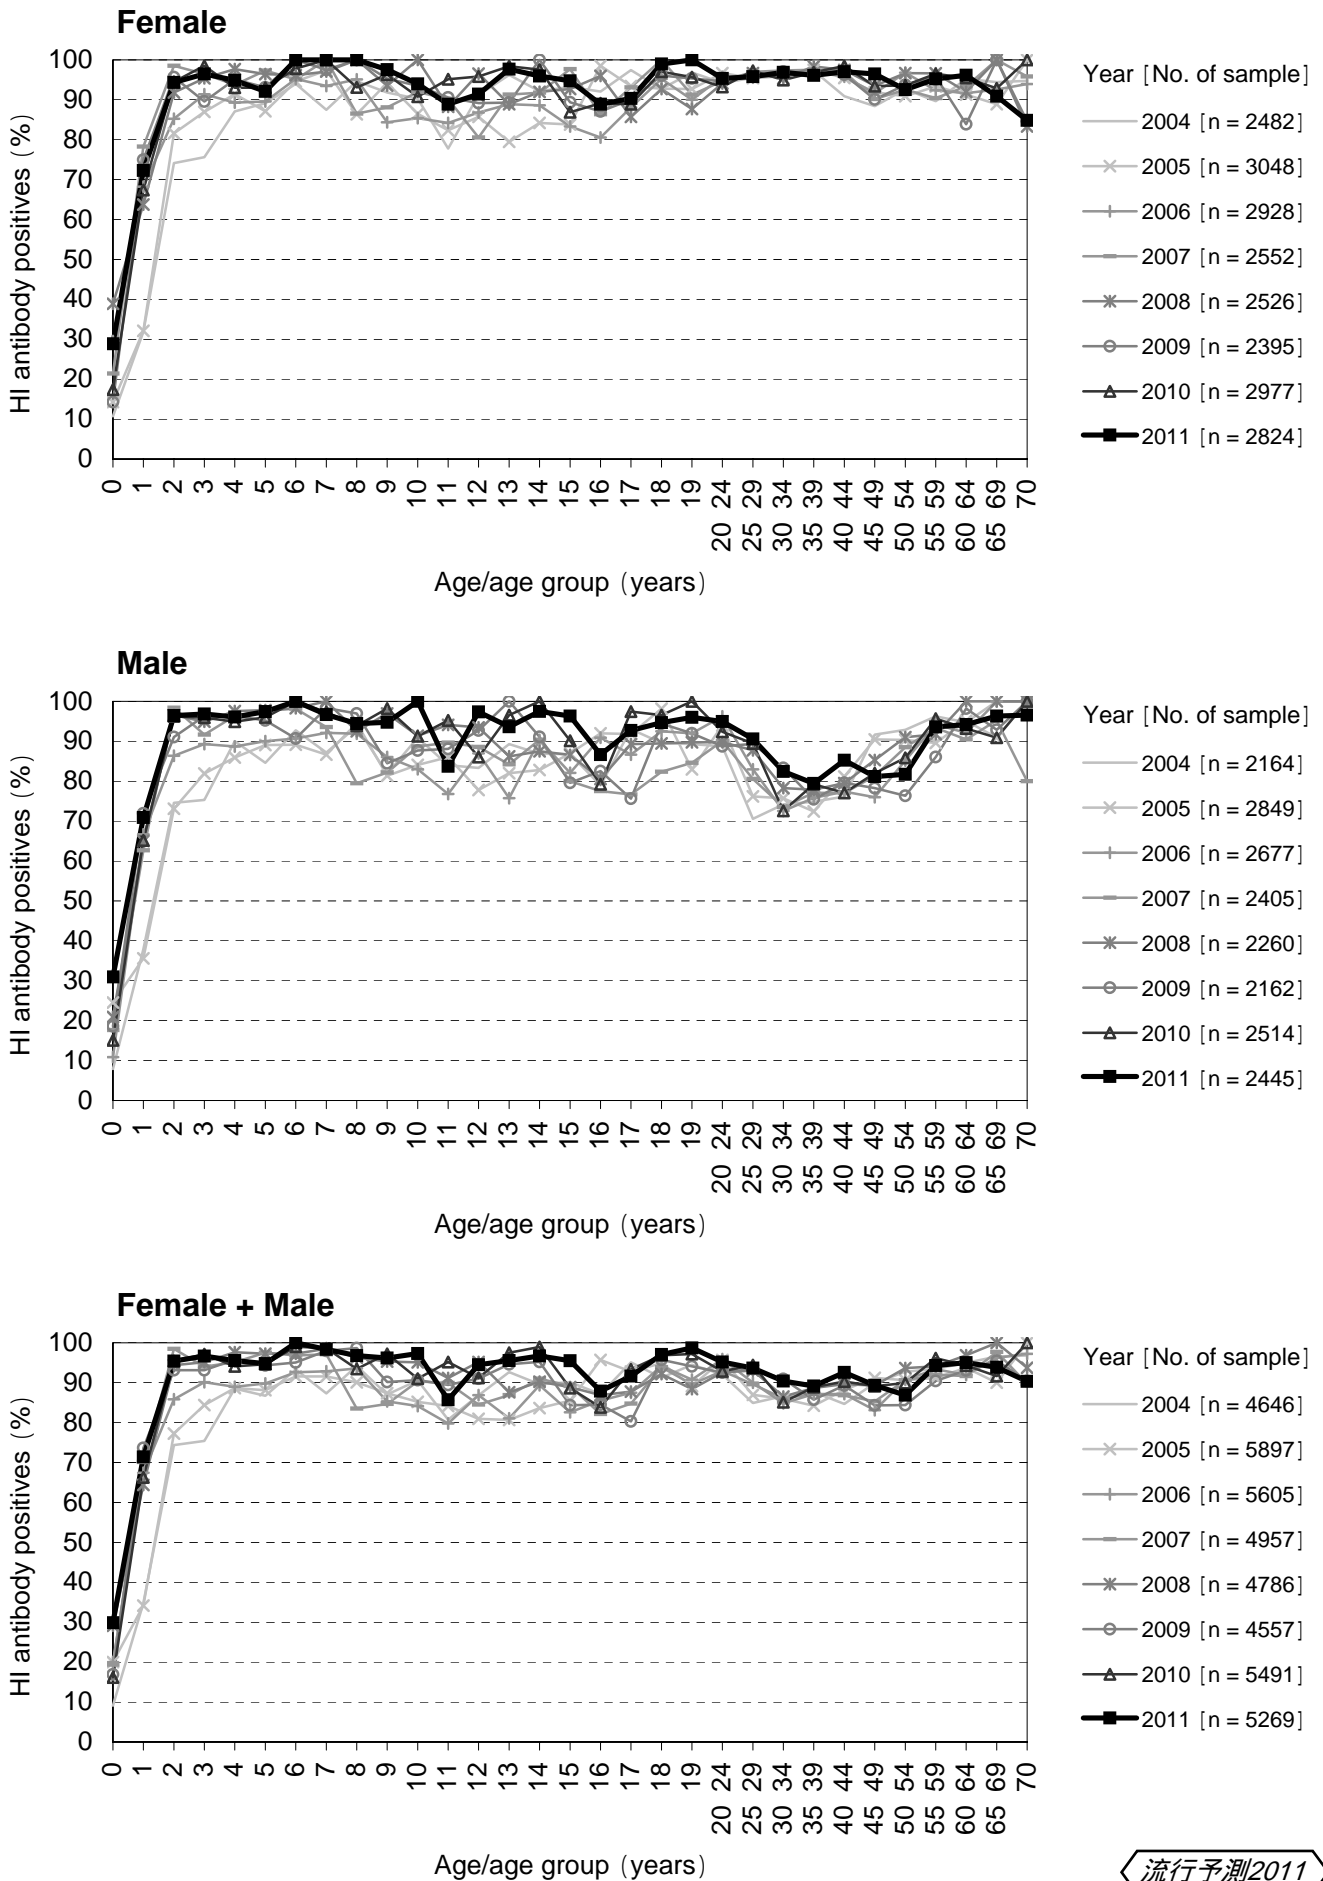 Female
HI antibody positives (%)
100
90
80
70
60
50
40
30
20
10
0
0 1 2 3 4 5 6 7 8 9 10 11 12 13 14 15 16 17 18 19 20 24 25 29 30 34 35 39 40 44 45 49 50 54 55 59 60 64 65 69 70
Age/age group (years)
Year [No. of sample]
2004 [n = 2482]
2005 [n = 3048]
2006 [n = 2928]
2007 [n = 2552]
2008 [n = 2526]
2009 [n = 2395]
2010 [n = 2977]
2011 [n = 2824]
Male
HI antibody positives (%)
100
90
80
70
60
50
40
30
20
10
0
0 1 2 3 4 5 6 7 8 9 10 11 12 13 14 15 16 17 18 19 20 24 25 29 30 34 35 39 40 44 45 49 50 54 55 59 60 64 65 69 70
Age/age group (years)
Year [No. of sample]
2004 [n = 2164]
2005 [n = 2849]
2006 [n = 2677]
2007 [n = 2405]
2008 [n = 2260]
2009 [n = 2162]
2010 [n = 2514]
2011 [n = 2445]
Female + Male
HI antibody positives (%)
100
90
80
70
60
50
40
30
20
10
0
0 1 2 3 4 5 6 7 8 9 10 11 12 13 14 15 16 17 18 19 20 24 25 29 30 34 35 39 40 44 45 49 50 54 55 59 60 64 65 69 70
Age/age group (years)
Year [No. of sample]
2004 [n = 4646]
2005 [n = 5897]
2006 [n = 5605]
2007 [n = 4957]
2008 [n = 4786]
2009 [n = 4557]
2010 [n = 5491]
2011 [n = 5269]
流行予測2011